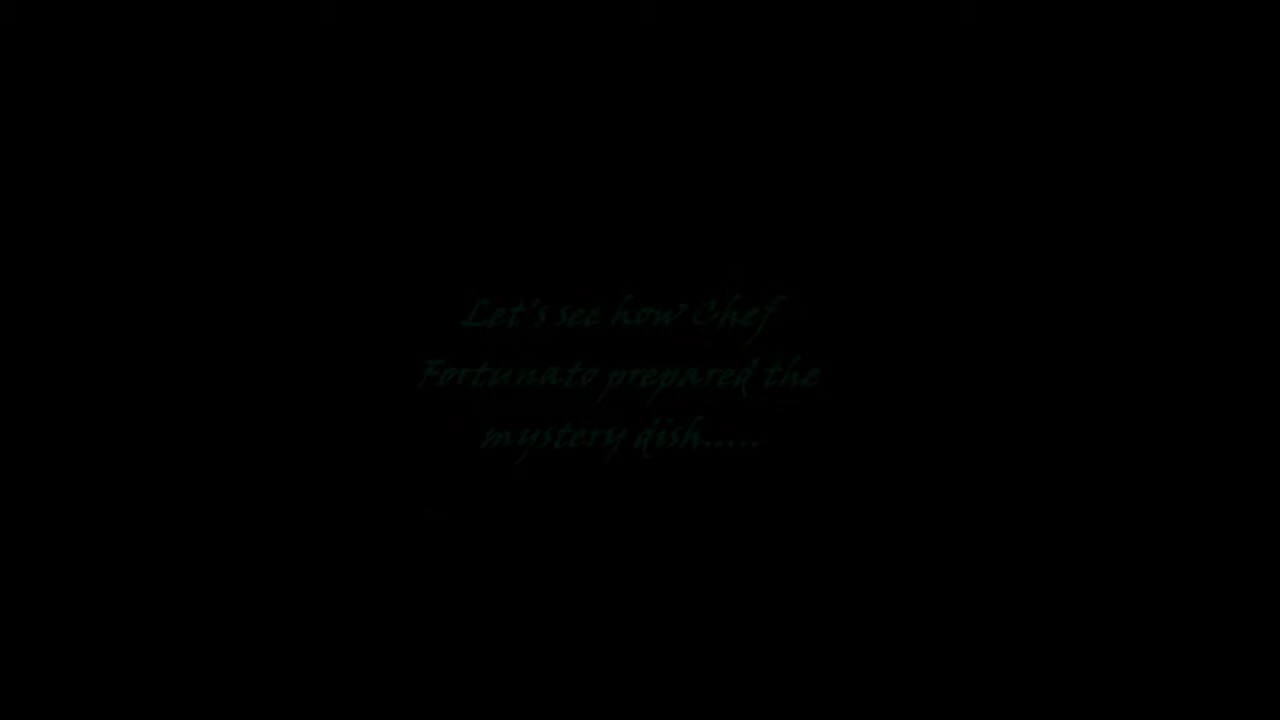 Let's see how Chef
Fortunato prepared the
mystery dish.....